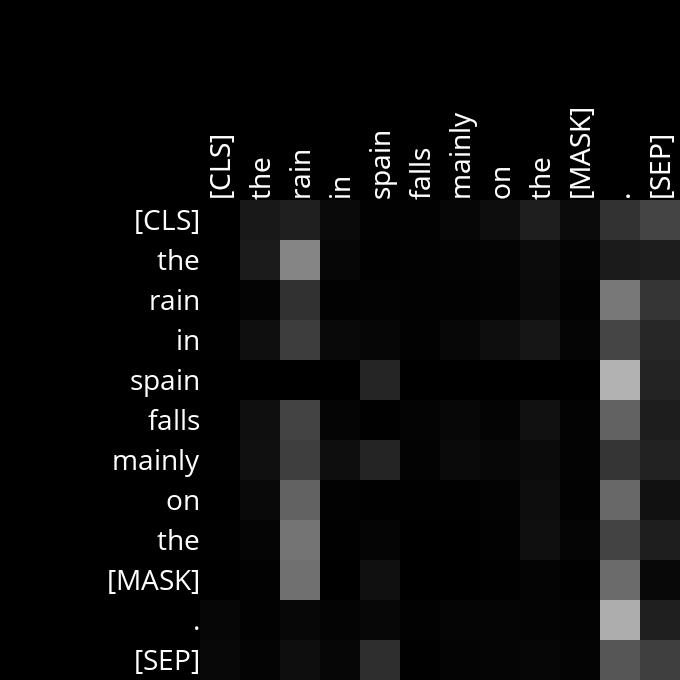 [CLS] the rain in spain falls mainly on the [MASK] . [SEP]
[CLS]
the
rain
in
spain
falls
mainly
on
the
[MASK]
.
[SEP]